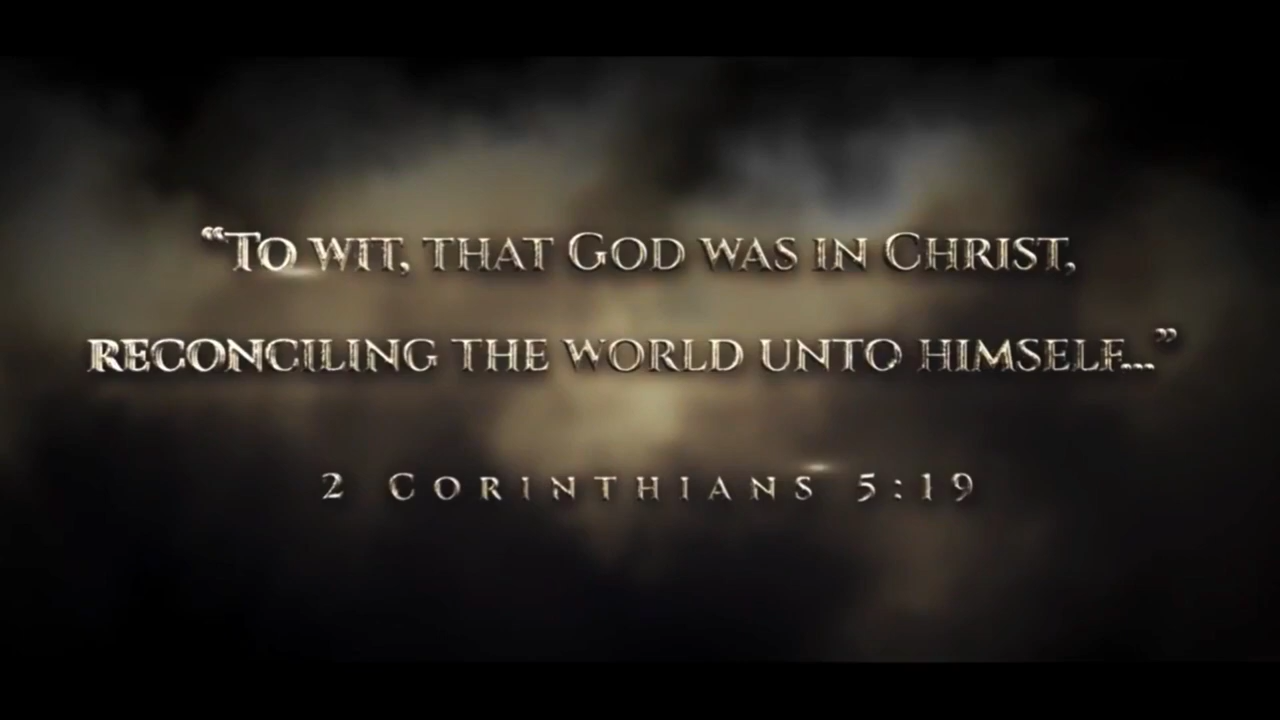 “To wit, that God was in Christ,
reconciling the world unto himself...”
2 Corinthians 5:19